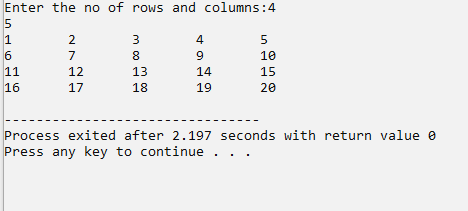 Enter the no of rows and columns:4
5
1 2 3 4 5
6 7 8 9 10
11 12 13 14 15
16 17 18 19 20
--------------------------------
Process exited after 2.197 seconds with return value 0
Press any key to continue . . .